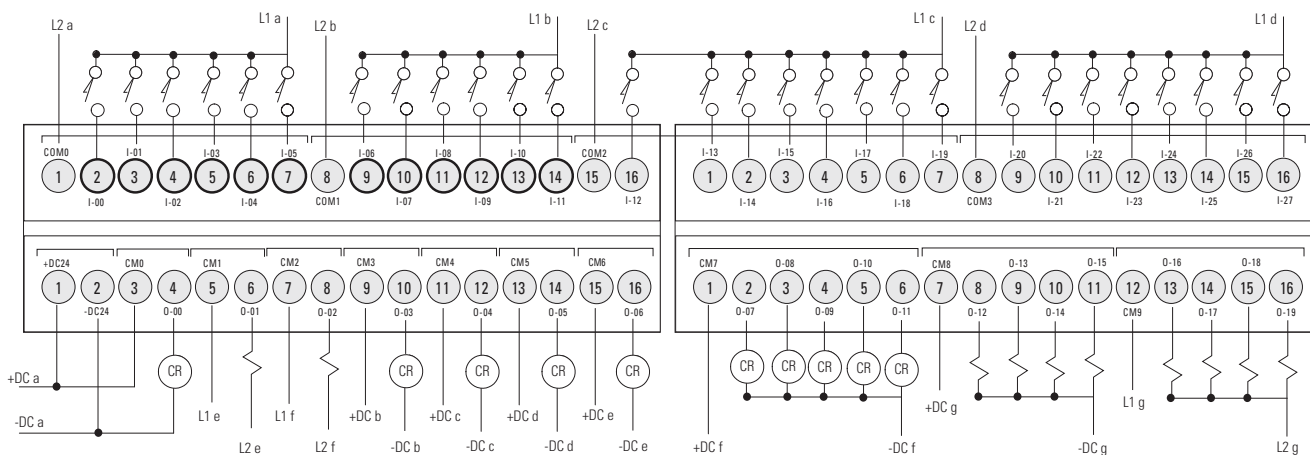 L2 a L1 a L2 b L1 b L2 c L1 c L2 d L1 d
COM0 I-01 I-03 I-05 I-06 I-08 I-10 COM2 I-13 I-15 I-17 I-19 I-20 I-22 I-24 I-26
1 2 3 4 5 6 7 8 9 10 11 12 13 14 15 16 1 2 3 4 5 6 7 8 9 10 11 12 13 14 15 16
I-00 I-02 I-04 COM1 I-07 I-09 I-11 I-12 I-14 I-16 I-18 COM3 I-21 I-23 I-25 I-27
+DC24 CM0 CM1 CM2 CM3 CM4 CM5 CM6 CM7 O-08 O-10 CM8 O-13 O-15 O-16 O-18
1 2 3 4 5 6 7 8 9 10 11 12 13 14 15 16 1 2 3 4 5 6 7 8 9 10 11 12 13 14 15 16
-DC24 O-00 O-01 O-02 O-03 O-04 O-05 O-06 O-07 O-09 O-11 O-12 O-14 CM9 O-17 O-19
CR CR CR CR CR CR CR CR CR CR
+DC a L1 e L1 f +DC b +DC c +DC d +DC e +DC g L1 g
-DC a L2 e L2 f -DC b -DC c -DC d -DC e +DC f -DC f -DC g L2 g